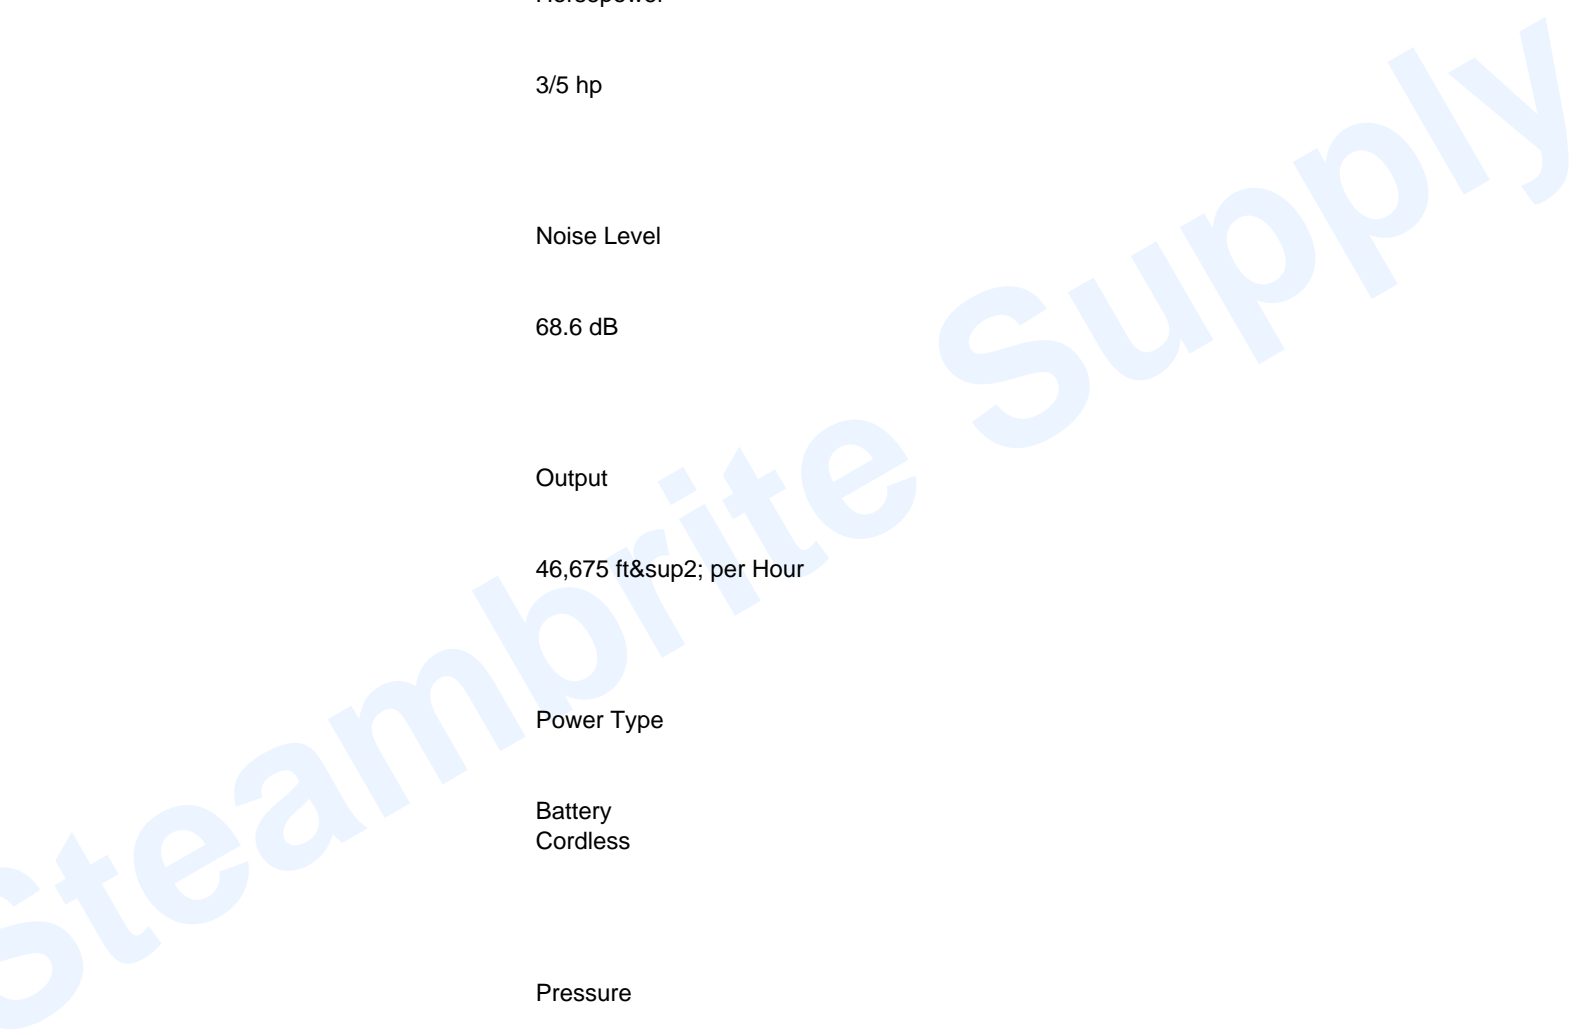 Horsepower
3/5 hp
Noise Level
68.6 dB
Output
46,675 ft&sup2; per Hour
Power Type
Battery
Cordless
Pressure
Steambrite Supply